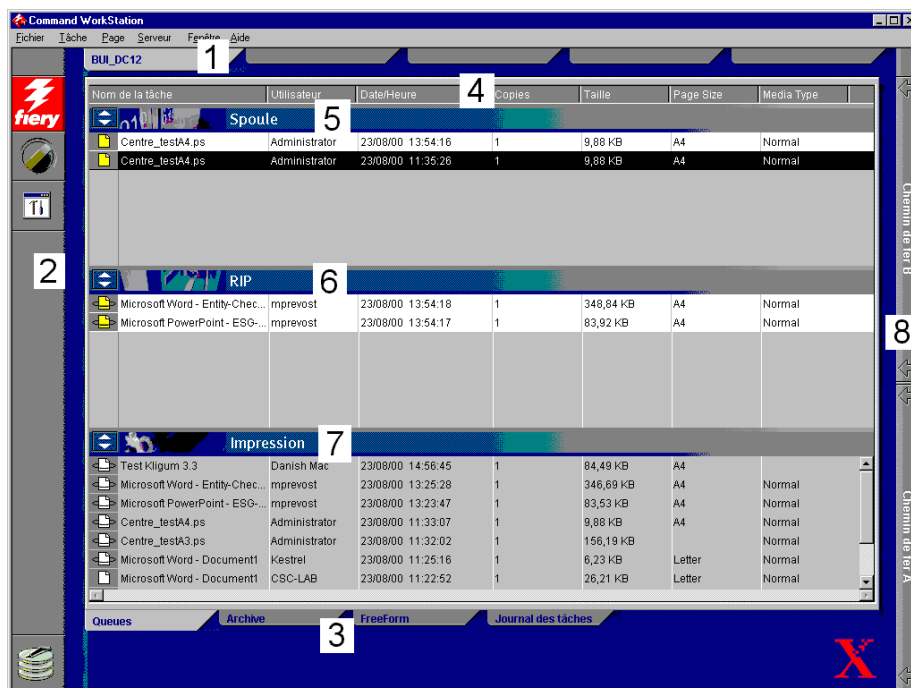 Command WorkStation
Fichier Tâche Page Serveur Fenêtre Aide
1
BUI_DC12
fiery
2
3
4
8
Nom de la tâche Utilisateur Date/Heure Copies Taille Page Size Media Type
Spoule 5
Centre_testA4.ps Administrator 23/08/00 13:54:16 1 9,88 KB A4 Normal
Centre_testA4.ps Administrator 23/08/00 11:35:26 1 9,88 KB A4 Normal
RIP 6
Microsoft Word - Entity-Chec... mprevost 23/08/00 13:54:18 1 348,84 KB A4 Normal
Microsoft PowerPoint - ESG-... mprevost 23/08/00 13:54:17 1 83,92 KB A4 Normal
Impression 7
Test Kligum 3.3 Danish Mac 23/08/00 14:56:45 1 84,49 KB A4
Microsoft Word - Entity-Chec... mprevost 23/08/00 13:25:28 1 346,69 KB A4 Normal
Microsoft PowerPoint - ESG-... mprevost 23/08/00 13:23:47 1 83,53 KB A4 Normal
Centre_testA4.ps Administrator 23/08/00 11:33:07 1 9,88 KB A4 Normal
Centre_testA3.ps Administrator 23/08/00 11:32:02 1 156,19 KB Normal
Microsoft Word - Document1 Kestrel 23/08/00 11:25:16 1 6,23 KB Letter Normal
Microsoft Word - Document1 CSC-LAB 23/08/00 11:22:52 1 26,21 KB Letter Normal
Queues Archive FreeForm Journal des tâches
Chemin de fer B
Chemin de fer A
X